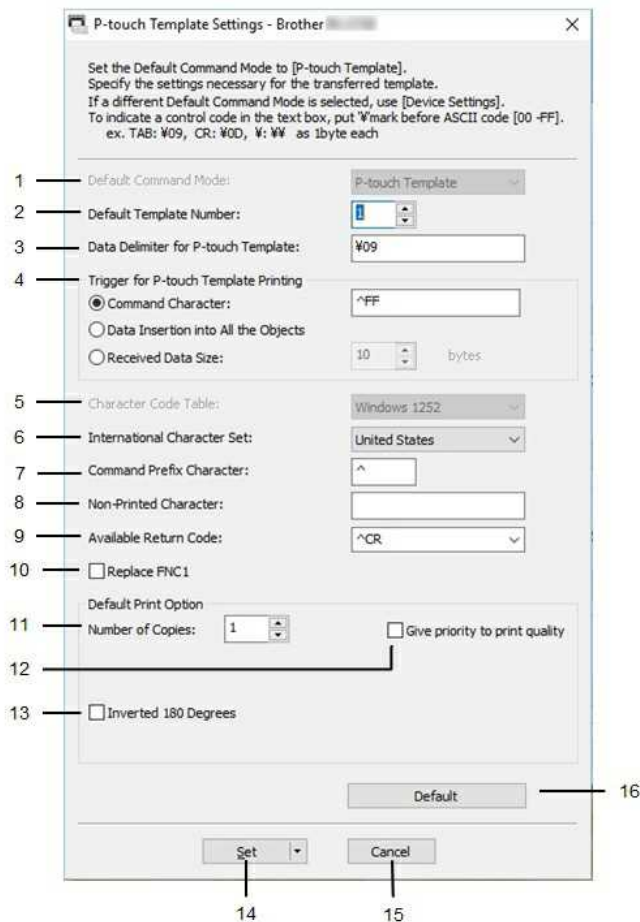 P-touch Template Settings - Brother
Set the Default Command Mode to [P-touch Template].
Specify the settings necessary for the transferred template.
If a different Default Command Mode is selected, use [Device Settings].
To indicate a control code in the text box, put '¥'mark before ASCII code [00 -FF].
ex. TAB: ¥09, CR: ¥0D, ¥: ¥¥ as 1byte each
1 Default Command Mode: P-touch Template
2 Default Template Number: 1
3 Data Delimiter for P-touch Template: ¥09
4 Trigger for P-touch Template Printing
Command Character: ^FF
Data Insertion into All the Objects
Received Data Size: 10 bytes
5 Character Code Table: Windows 1252
6 International Character Set: United States
7 Command Prefix Character: ^
8 Non-Printed Character:
9 Available Return Code: ^CR
10 Replace FNC1
Default Print Option
11 Number of Copies: 1 Give priority to print quality
12
13 Inverted 180 Degrees
Default 16
Set Cancel
14 15